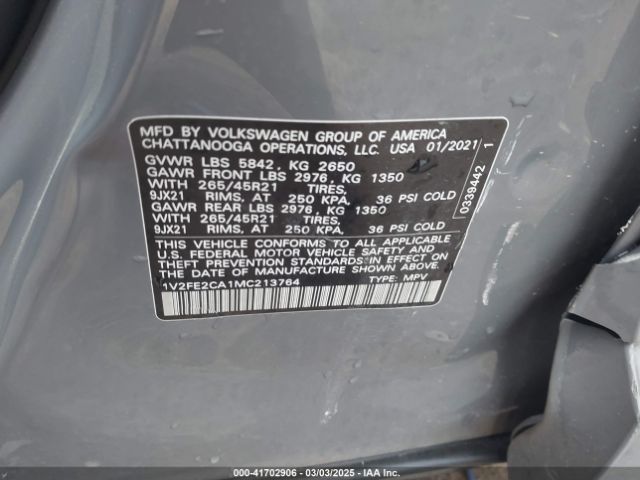 MFD BY VOLKSWAGEN GROUP OF AMERICA
CHATTANOOGA OPERATIONS, LLC. USA 01/2021
GVWR LBS 5842, KG 2650
GAWR FRONT LBS 2976, KG 1350
WITH 265/45R21 TIRES,
9JX21 RIMS, AT 250 KPA, 36 PSI COLD
GAWR REAR LBS 2976, KG 1350
WITH 265/45R21 TIRES,
9JX21 RIMS, AT 250 KPA, 36 PSI COLD
THIS VEHICLE CONFORMS TO ALL APPLICABLE
U.S. FEDERAL MOTOR VEHICLE SAFETY AND
THEFT PREVENTION STANDARDS IN EFFECT
ON THE DATE OF MANUFACTURE SHOWN ABOVE.
1V2FE2CA1MC213764 TYPE: MPV
0339442 1
000-41702906 - 03/03/2025 - IAA Inc.